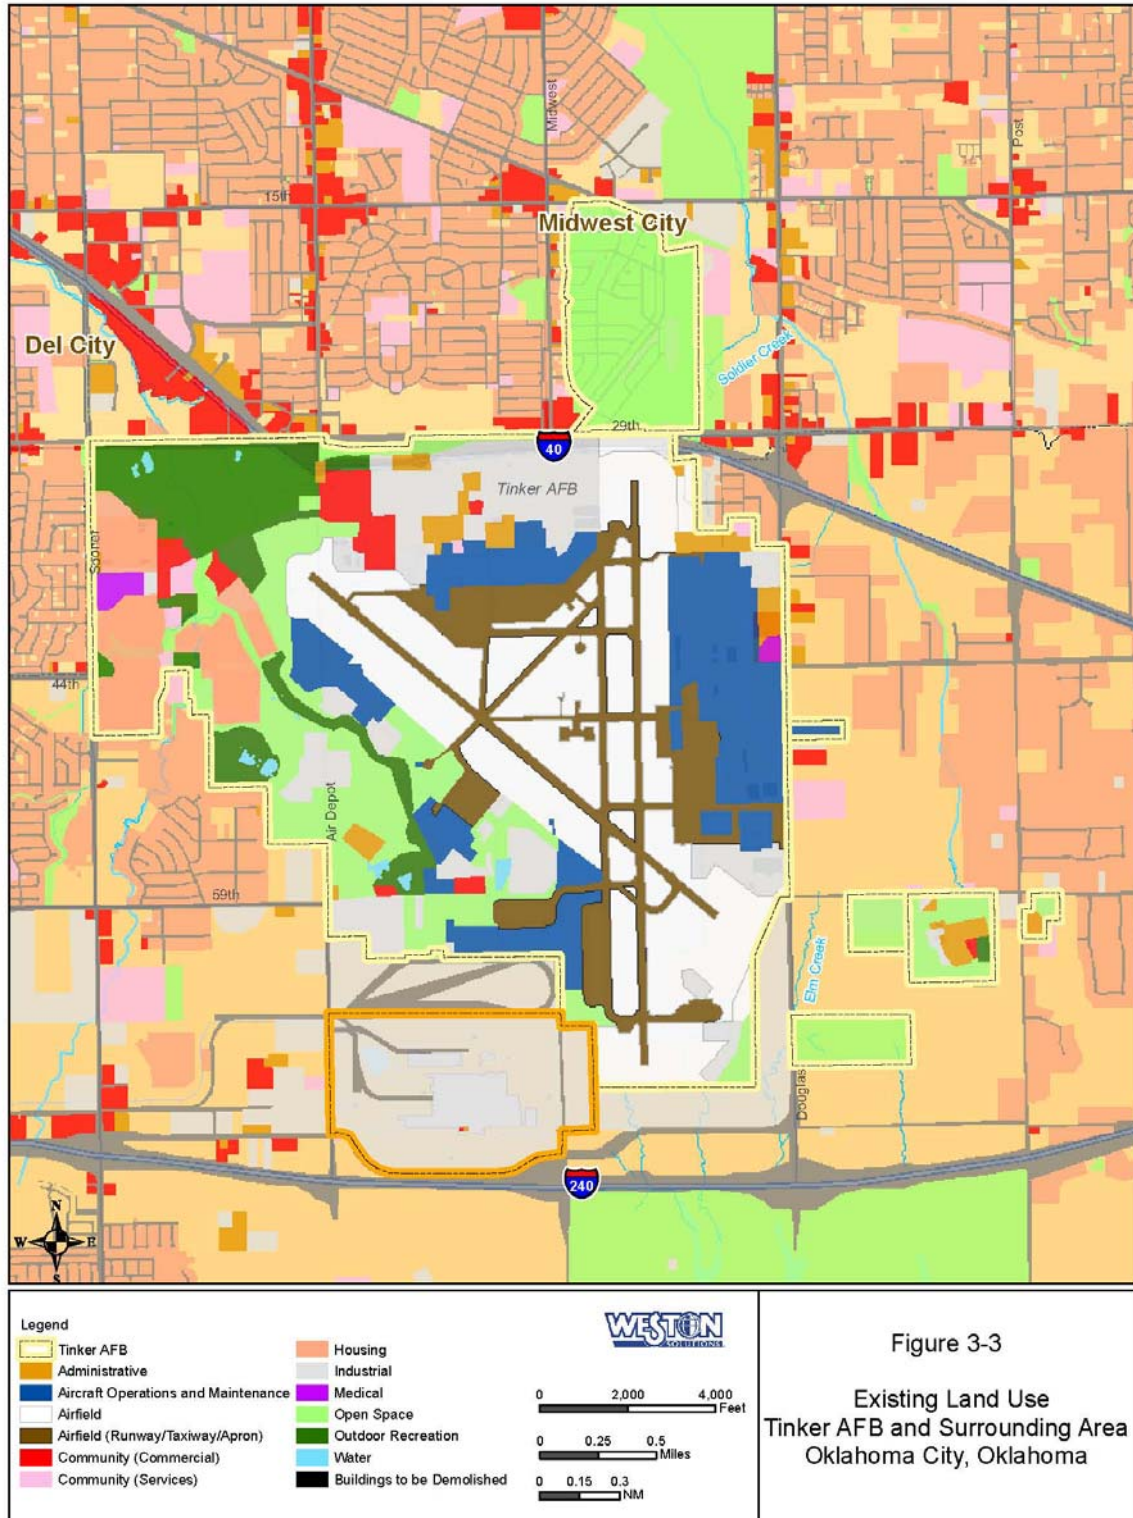 Midwest
Post
15th
Midwest City
Del City
Soldier Creek
29th
40
Tinker AFB
Sooner
44th
Air Depot
59th
Elm Creek
Douglas
240
N
W E
S
Legend
Tinker AFB
Administrative
Aircraft Operations and Maintenance
Airfield
Airfield (Runway/Taxiway/Apron)
Community (Commercial)
Community (Services)
Housing
Industrial
Medical
Open Space
Outdoor Recreation
Water
Buildings to be Demolished
WESTON
SOLUTIONS
0 2,000 4,000
Feet
0 0.25 0.5
Miles
0 0.15 0.3
NM
Figure 3-3
Existing Land Use
Tinker AFB and Surrounding Area
Oklahoma City, Oklahoma